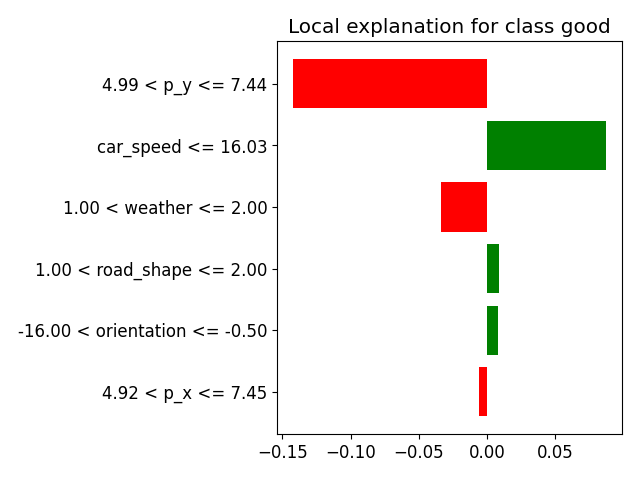 Local explanation for class good
4.99 < p_y <= 7.44
car_speed <= 16.03
1.00 < weather <= 2.00
1.00 < road_shape <= 2.00
-16.00 < orientation <= -0.50
4.92 < p_x <= 7.45
−0.15 −0.10 −0.05 0.00 0.05